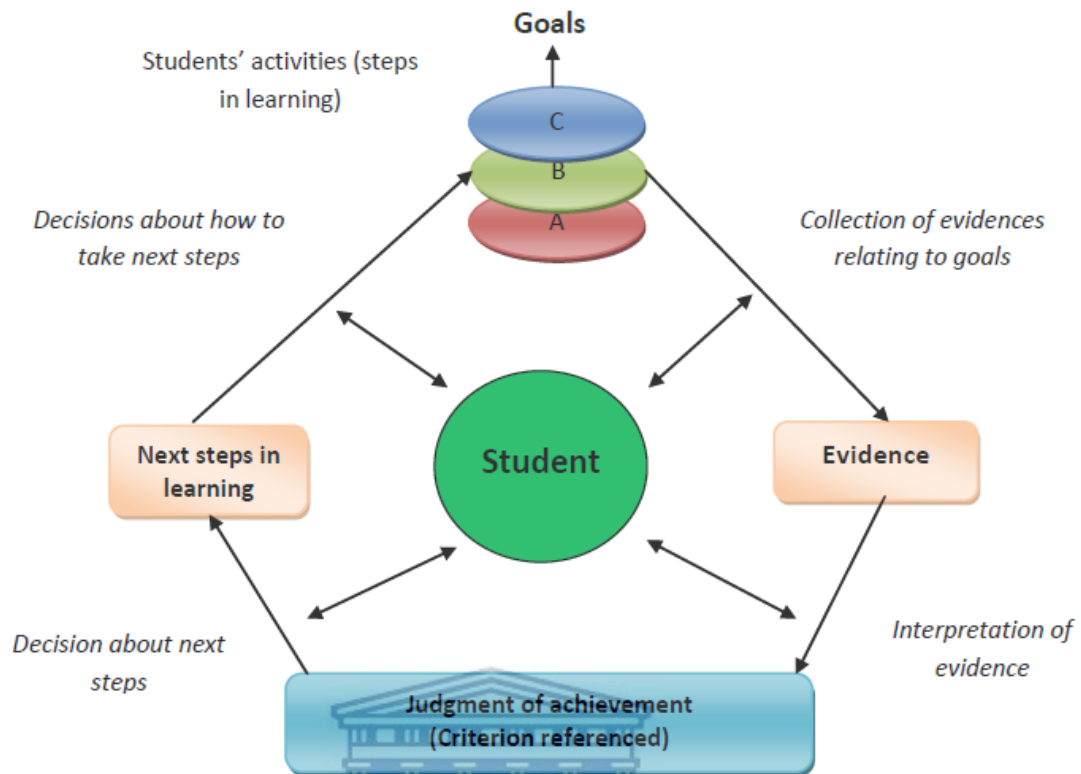 Goals
Students’ activities (steps
in learning)
C
B
A
Decisions about how to
take next steps
Collection of evidences
relating to goals
Next steps in
learning
Student
Evidence
Decision about next
steps
Interpretation of
evidence
Judgment of achievement
(Criterion referenced)